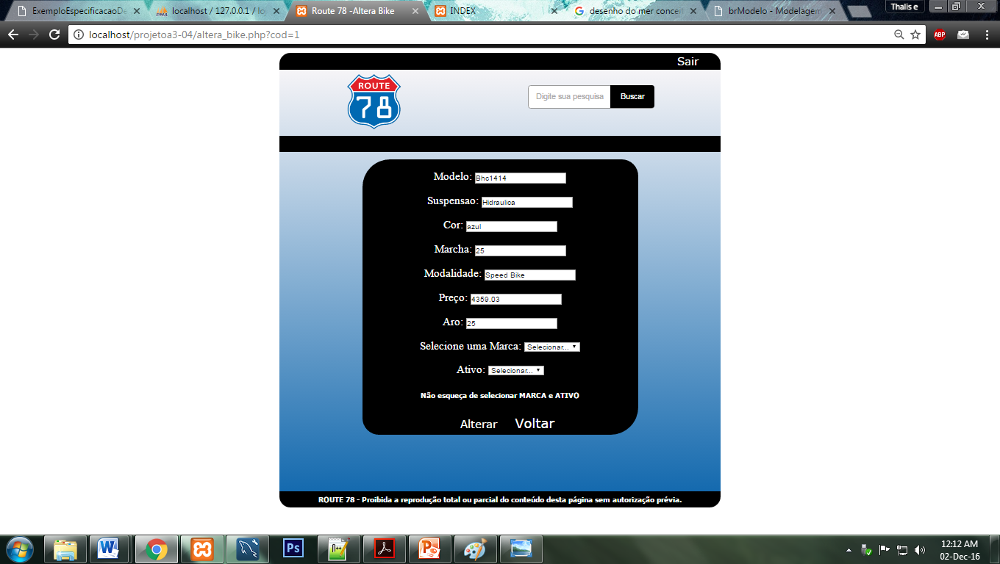 ExemploEspecificacaoDe
localhost / 127.0.0.1 / lo
Route 78 -Altera Bike
INDEX
desenho do mer concei
brModelo - Modelagem
Thalis e
localhost/projetoa3-04/altera_bike.php?cod=1
ABP
Sair
ROUTE
78
Digite sua pesquisa
Buscar
Modelo: Bhc1414
Suspensao: Hidraulica
Cor: azul
Marcha: 25
Modalidade: Speed Bike
Preço: 4359.03
Aro: 25
Selecione uma Marca: Selecionar...
Ativo: Selecionar...
Não esqueça de selecionar MARCA e ATIVO
Alterar Voltar
ROUTE 78 - Proibida a reprodução total ou parcial do conteúdo desta página sem autorização prévia.
Ps
12:12 AM
02-Dec-16